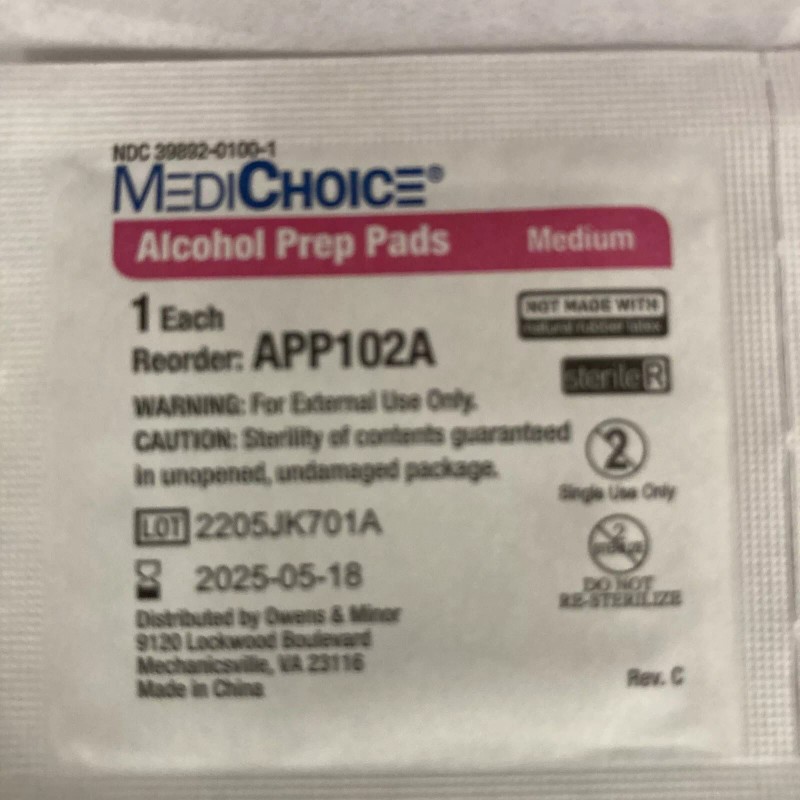 NDC 39892-0100-1
MEDICHOICE®
Alcohol Prep Pads Medium
1 Each
NOT MADE WITH
natural rubber latex
Reorder: APP102A
sterile R
WARNING: For External Use Only.
CAUTION: Sterility of contents guaranteed
in unopened, undamaged package.
2
Single Use Only
LOT 2205JK701A
2025-05-18
2
DO NOT
RE-STERILIZE
Distributed by Owens & Minor
9120 Lockwood Boulevard
Mechanicsville, VA 23116
Made in China
Rev. C